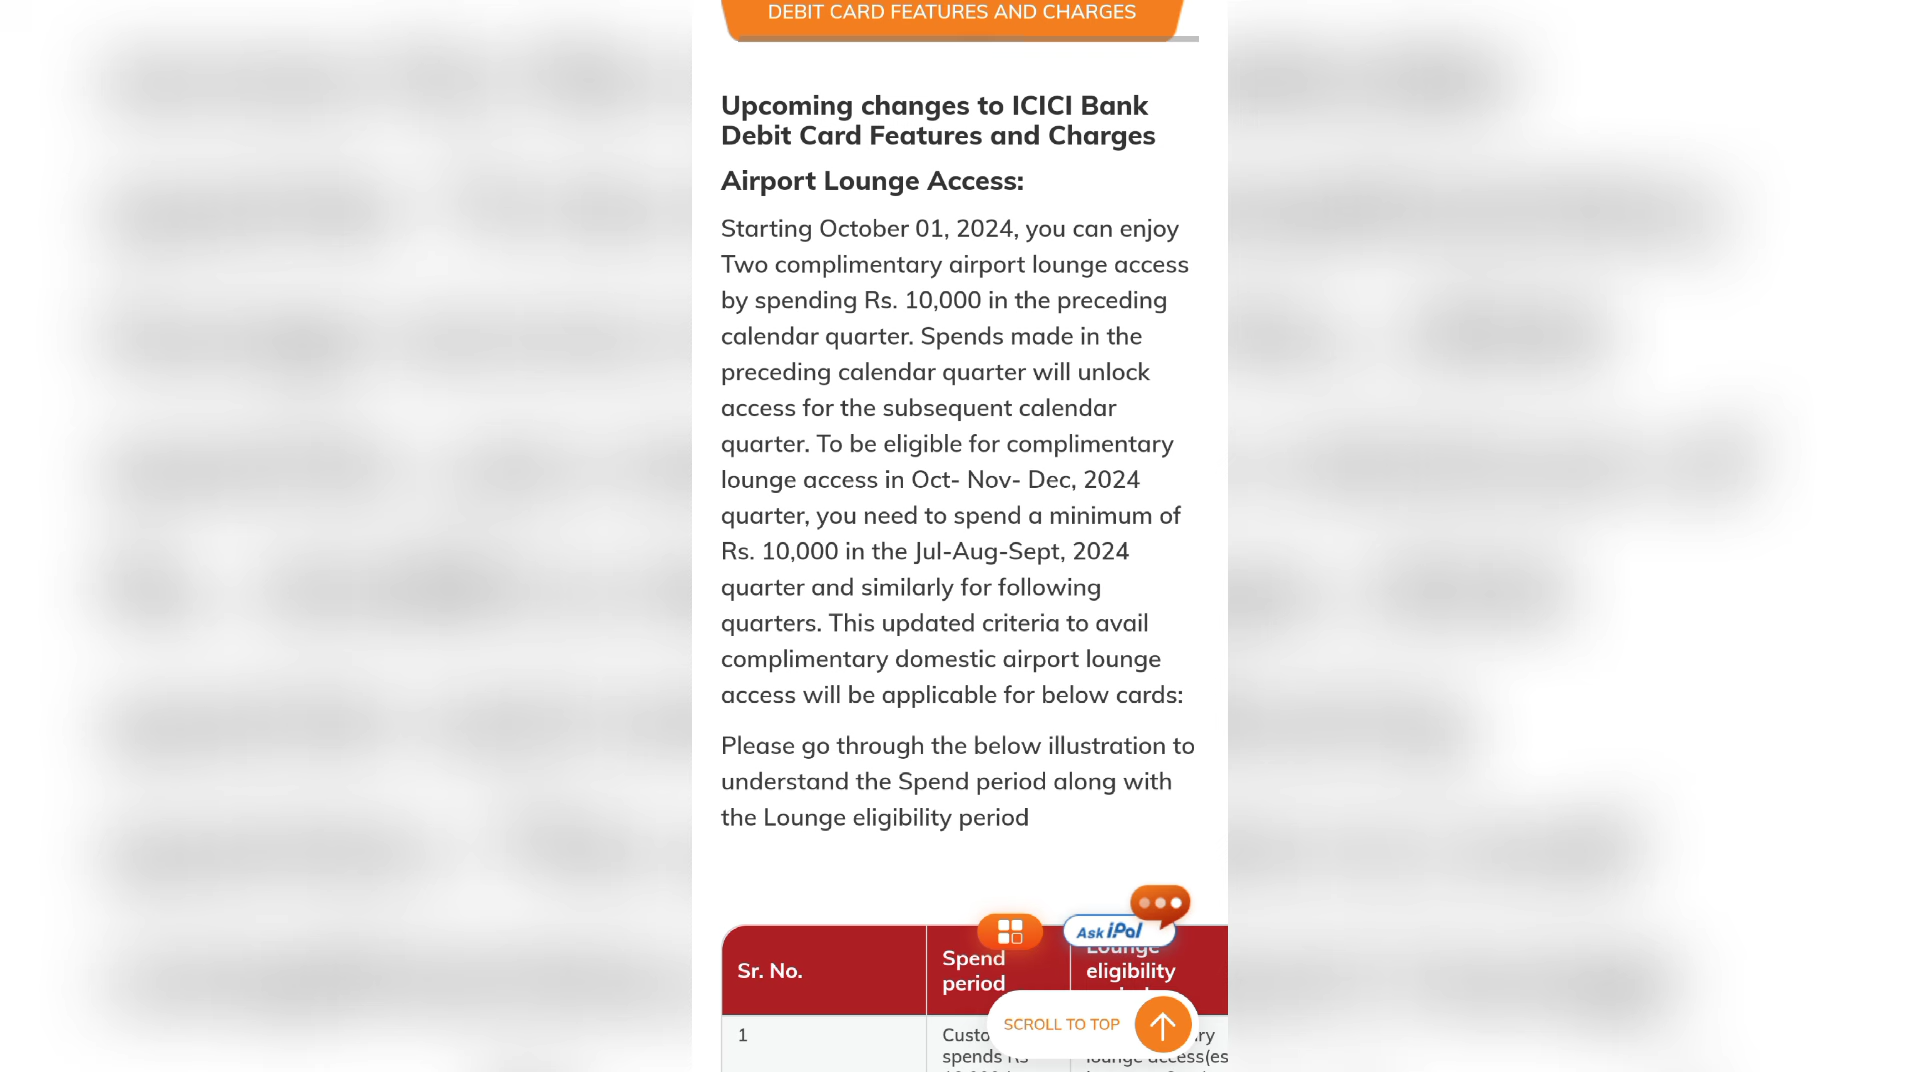 DEBIT CARD FEATURES AND CHARGES
Upcoming changes to ICICI Bank
Debit Card Features and Charges
Airport Lounge Access:
Starting October 01, 2024, you can enjoy
Two complimentary airport lounge access
by spending Rs. 10,000 in the preceding
calendar quarter. Spends made in the
preceding calendar quarter will unlock
access for the subsequent calendar
quarter. To be eligible for complimentary
lounge access in Oct- Nov- Dec, 2024
quarter, you need to spend a minimum of
Rs. 10,000 in the Jul-Aug-Sept, 2024
quarter and similarly for following
quarters. This updated criteria to avail
complimentary domestic airport lounge
access will be applicable for below cards:
Please go through the below illustration to
understand the Spend period along with
the Lounge eligibility period
Ask iPal
Sr. No.
Spend
period
Lounge
eligibility
SCROLL TO TOP
1
spends